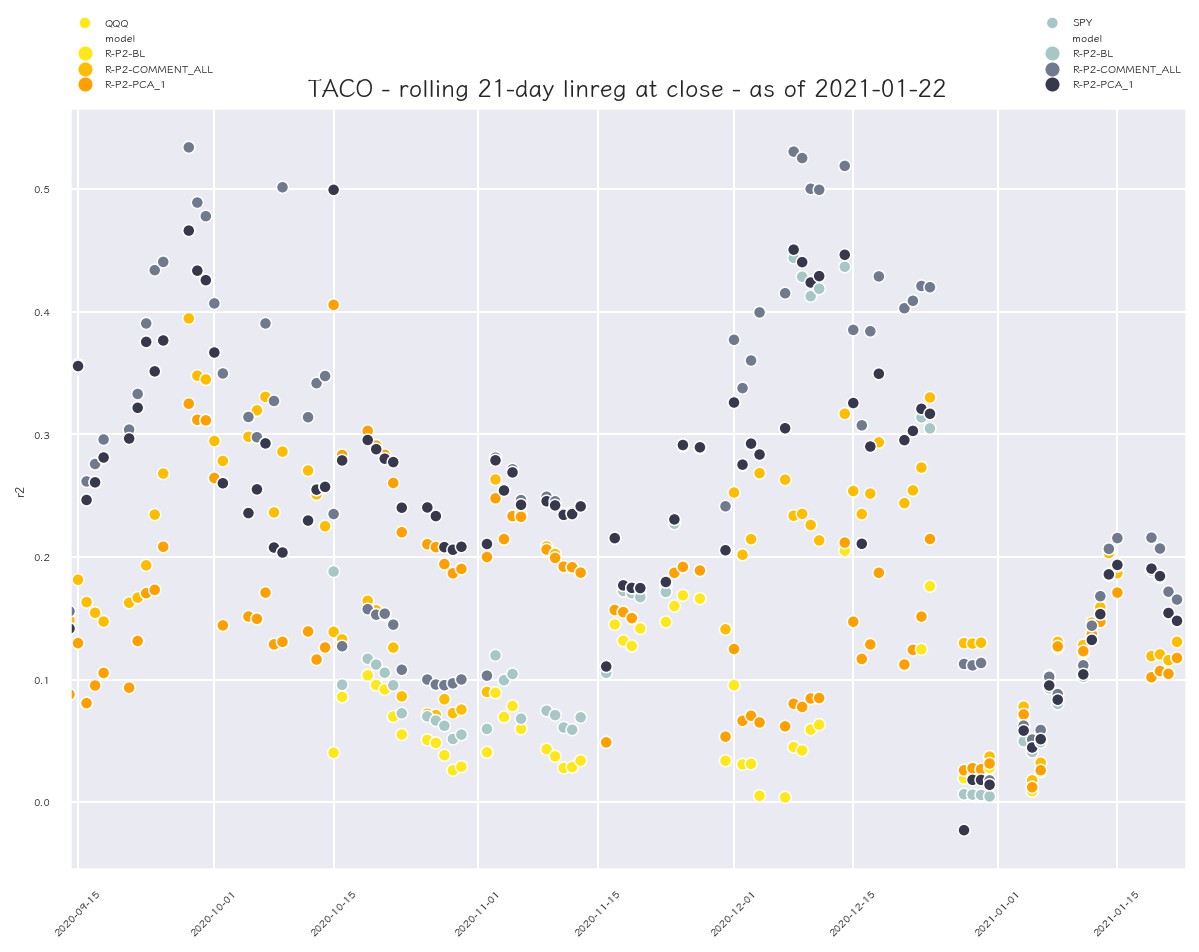 QQQ
model
R-P2-BL
R-P2-COMMENT_ALL
R-P2-PCA_1
SPY
model
R-P2-BL
R-P2-COMMENT_ALL
R-P2-PCA_1
TACO - rolling 21-day linreg at close - as of 2021-01-22
r2
0.5
0.4
0.3
0.2
0.1
0.0
2020-09-15
2020-10-01
2020-10-15
2020-11-01
2020-11-15
2020-12-01
2020-12-15
2021-01-01
2021-01-15